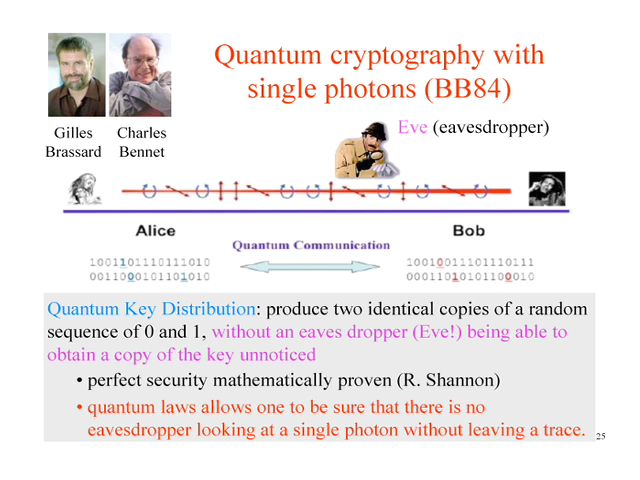 Quantum cryptography with
single photons (BB84)
Gilles
Brassard
Charles
Bennet
Eve (eavesdropper)
Alice
Bob
Quantum Communication
1001101110111010
0011000101101010
10010011101110111
0001101010110010
Quantum Key Distribution: produce two identical copies of a random
sequence of 0 and 1, without an eaves dropper (Eve!) being able to
obtain a copy of the key unnoticed
• perfect security mathematically proven (R. Shannon)
• quantum laws allows one to be sure that there is no
eavesdropper looking at a single photon without leaving a trace.
25